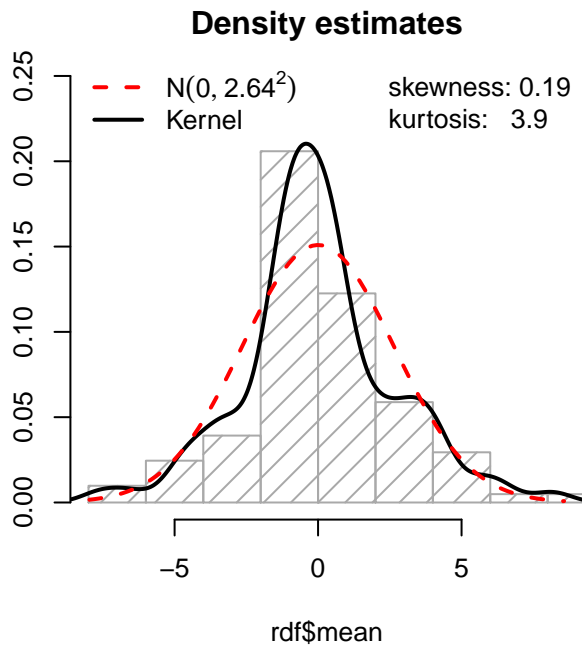 Density estimates
N(0, 2.64²) skewness: 0.19
Kernel kurtosis: 3.9
0.25
0.20
0.15
0.10
0.05
0.00
−5 0 5
rdf$mean